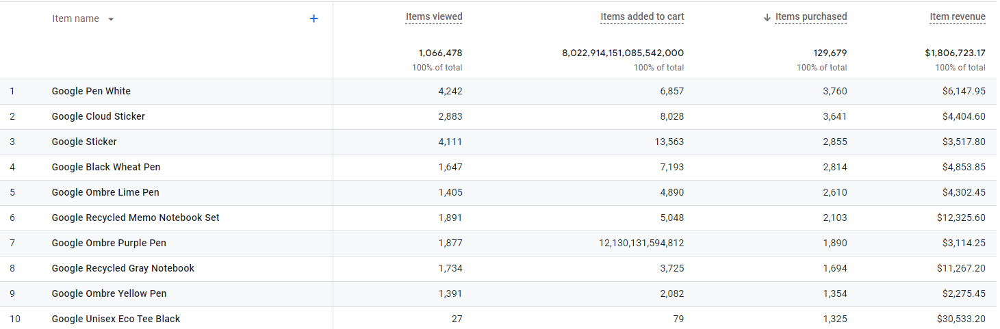 Item name + Items viewed Items added to cart ↓ Items purchased Item revenue
1,066,478 8,022,914,151,085,542,000 129,679 $1,806,723.17
100% of total 100% of total 100% of total 100% of total
1 Google Pen White 4,242 6,857 3,760 $6,147.95
2 Google Cloud Sticker 2,883 8,028 3,641 $4,404.60
3 Google Sticker 4,111 13,563 2,855 $3,517.80
4 Google Black Wheat Pen 1,647 7,193 2,814 $4,853.85
5 Google Ombre Lime Pen 1,405 4,890 2,610 $4,302.45
6 Google Recycled Memo Notebook Set 1,891 5,048 2,103 $12,325.60
7 Google Ombre Purple Pen 1,877 12,130,131,594,812 1,890 $3,114.25
8 Google Recycled Gray Notebook 1,734 3,725 1,694 $11,267.20
9 Google Ombre Yellow Pen 1,391 2,082 1,354 $2,275.45
10 Google Unisex Eco Tee Black 27 79 1,325 $30,533.20